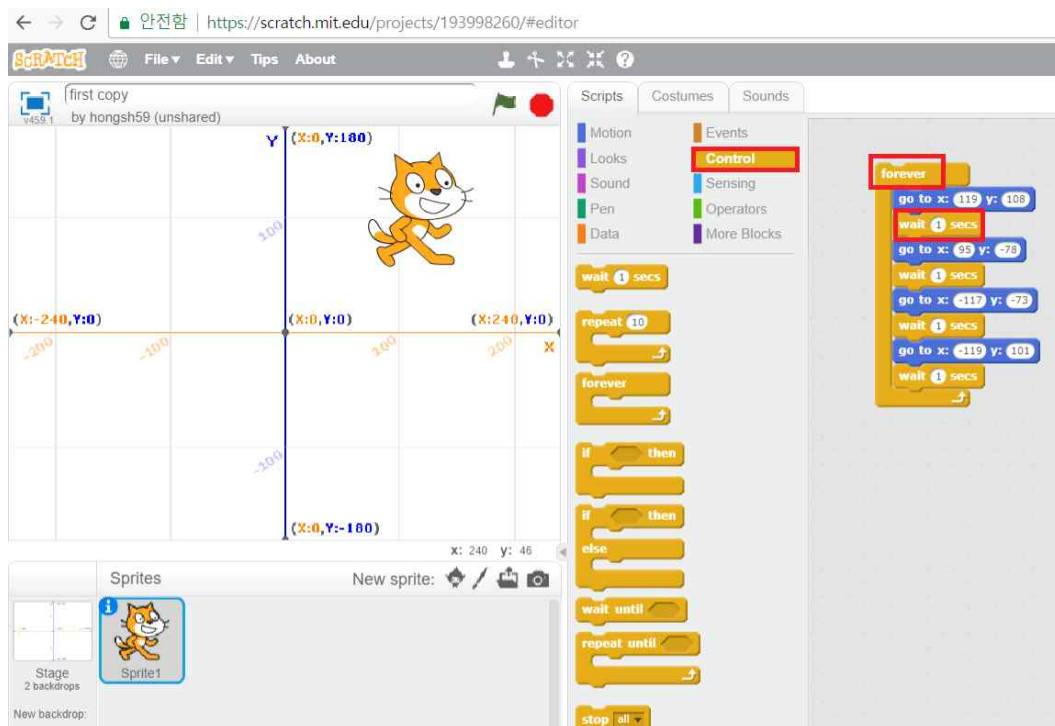 안전함 | https://scratch.mit.edu/projects/193998260/#editor
SCRATCH File▼ Edit▼ Tips About
first copy
by hongsh59 (unshared)
v459.1
Y (X:0,Y:180)
100
(X:-240,Y:0) (X:0,Y:0) (X:240,Y:0)
-200 -100 100 200 X
-100
(X:0,Y:-180)
x: 240 y: 46
Sprites New sprite:
Stage
2 backdrops
Sprite1
New backdrop:
Scripts Costumes Sounds
Motion Events
Looks Control
Sound Sensing
Pen Operators
Data More Blocks
wait 1 secs
repeat 10
forever
if then
if then
else
wait until
repeat until
stop all
forever
go to x: 119 y: 108
wait 1 secs
go to x: 95 y: -78
wait 1 secs
go to x: -117 y: -73
wait 1 secs
go to x: -119 y: 101
wait 1 secs